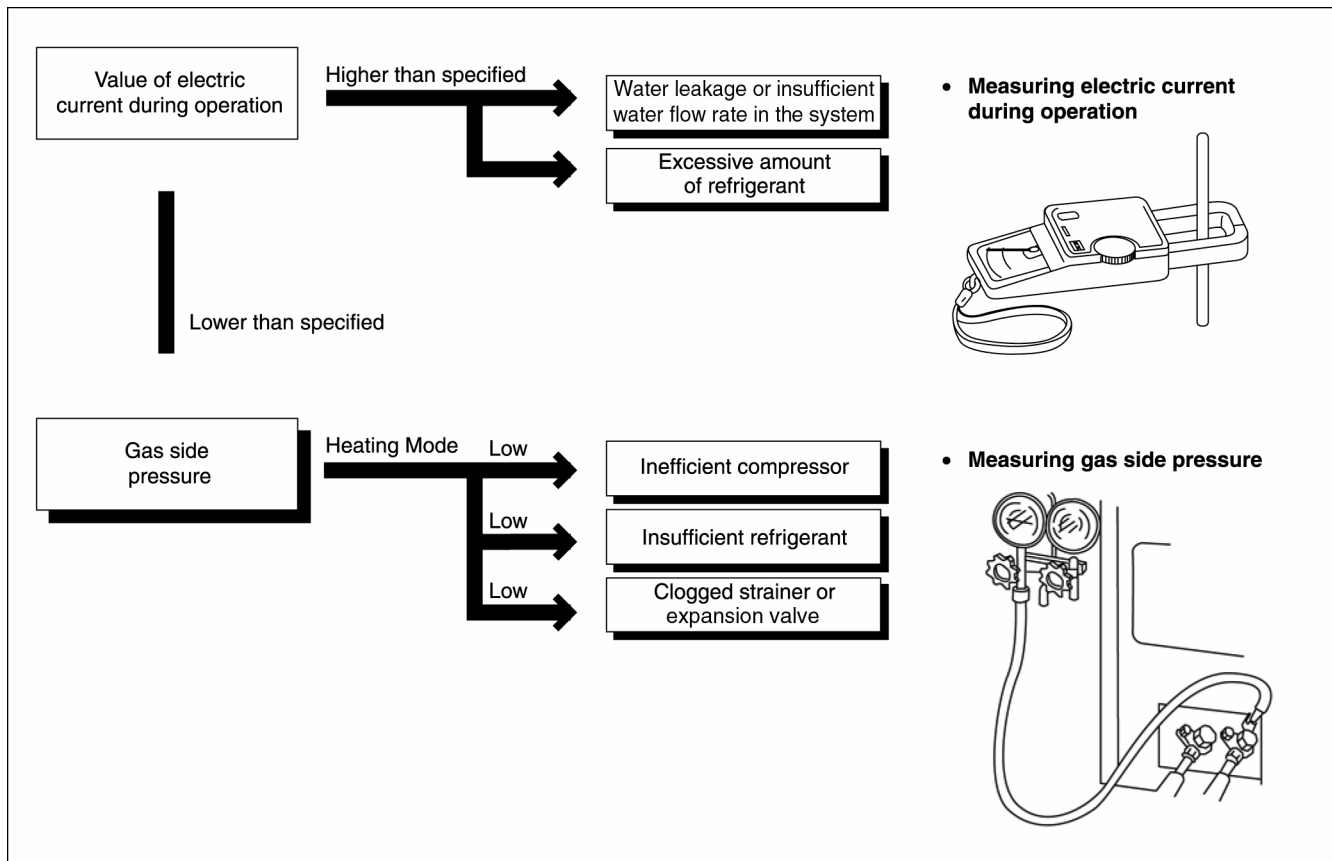 Value of electric
current during operation
Higher than specified
Water leakage or insufficient
water flow rate in the system
Excessive amount
of refrigerant
• Measuring electric current
during operation
Lower than specified
Gas side
pressure
Heating Mode
Low
Inefficient compressor
Low
Insufficient refrigerant
Low
Clogged strainer or
expansion valve
• Measuring gas side pressure